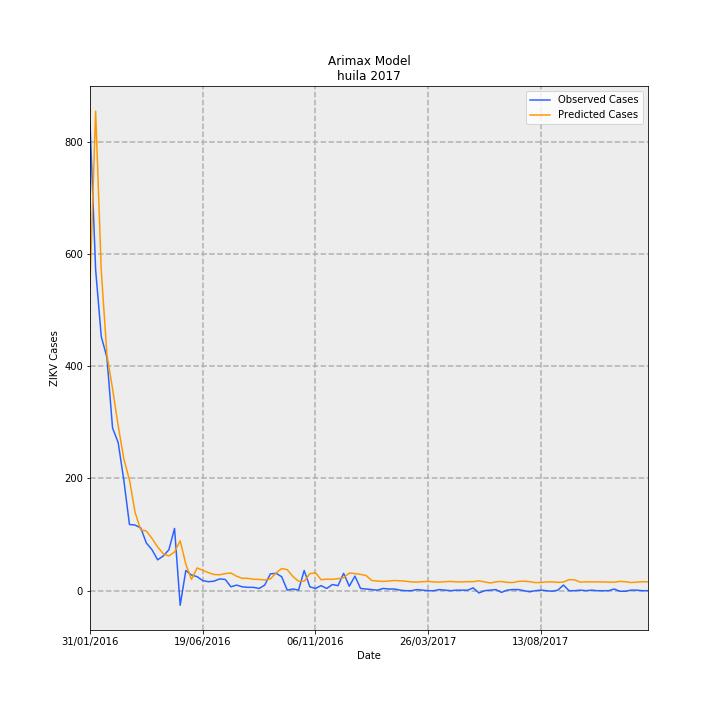 Arimax Model
huila 2017
Observed Cases
Predicted Cases
800
600
400
200
0
ZIKV Cases
31/01/2016
19/06/2016
06/11/2016
26/03/2017
13/08/2017
Date